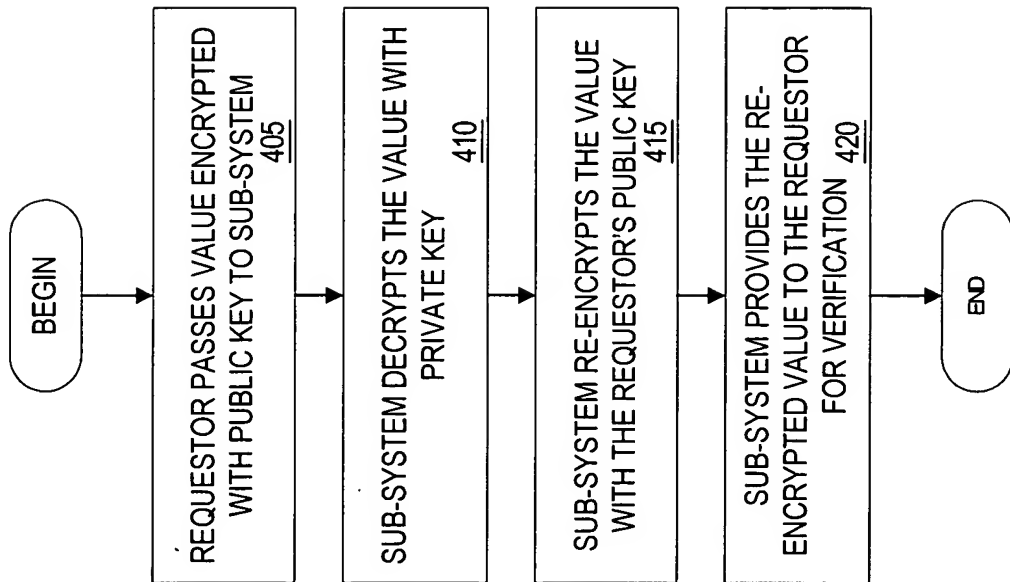 BEGIN
REQUESTOR PASSES VALUE ENCRYPTED
WITH PUBLIC KEY TO SUB-SYSTEM
405
SUB-SYSTEM DECRYPTS THE VALUE WITH
PRIVATE KEY
410
SUB-SYSTEM RE-ENCRYPTS THE VALUE
WITH THE REQUESTOR'S PUBLIC KEY
415
SUB-SYSTEM PROVIDES THE RE-
ENCRYPTED VALUE TO THE REQUESTOR
FOR VERIFICATION
420
END